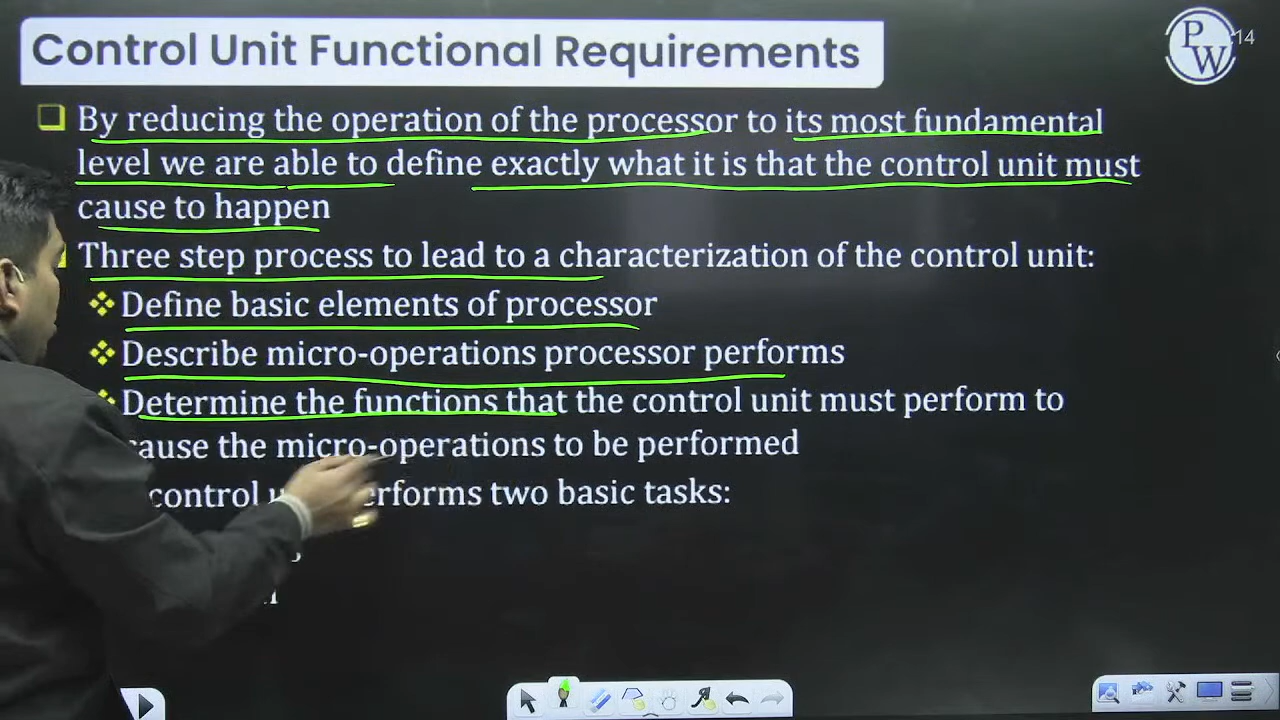 Control Unit Functional Requirements
PW
14
By reducing the operation of the processor to its most fundamental
level we are able to define exactly what it is that the control unit must
cause to happen
Three step process to lead to a characterization of the control unit:
Define basic elements of processor
Describe micro-operations processor performs
Determine the functions that the control unit must perform to
cause the micro-operations to be performed
control performs two basic tasks: